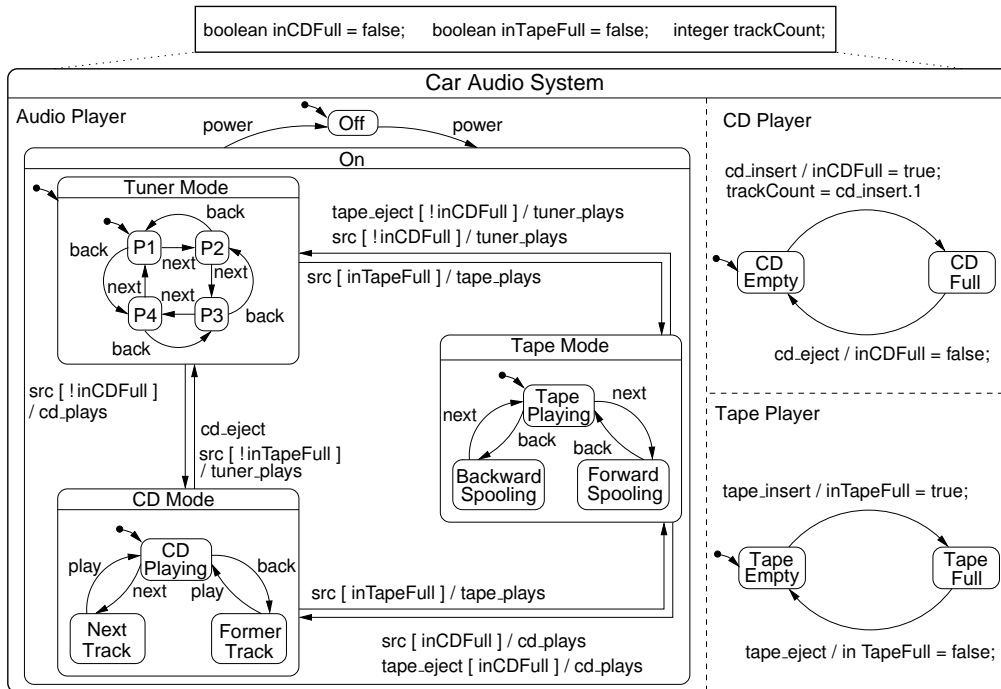 boolean inCDFull = false; boolean inTapeFull = false; integer trackCount;
Car Audio System
Audio Player
power
Off
power
On
Tuner Mode
back
P1
P2
back
next
next
next
next
P4
P3
back
back
tape_eject [ !inCDFull ] / tuner_plays
src [ !inCDFull ] / tuner_plays
src [ inTapeFull ] / tape_plays
Tape Mode
Tape
Playing
next
next
back
back
Backward
Spooling
Forward
Spooling
src [ !inCDFull ]
/ cd_plays
cd_eject
src [ !inTapeFull ]
/ tuner_plays
CD Mode
CD
Playing
play
back
next
play
Next
Track
Former
Track
src [ inTapeFull ] / tape_plays
src [ inCDFull ] / cd_plays
tape_eject [ inCDFull ] / cd_plays
CD Player
cd_insert / inCDFull = true;
trackCount = cd_insert.1
CD
Empty
CD
Full
cd_eject / inCDFull = false;
Tape Player
tape_insert / inTapeFull = true;
Tape
Empty
Tape
Full
tape_eject / in TapeFull = false;